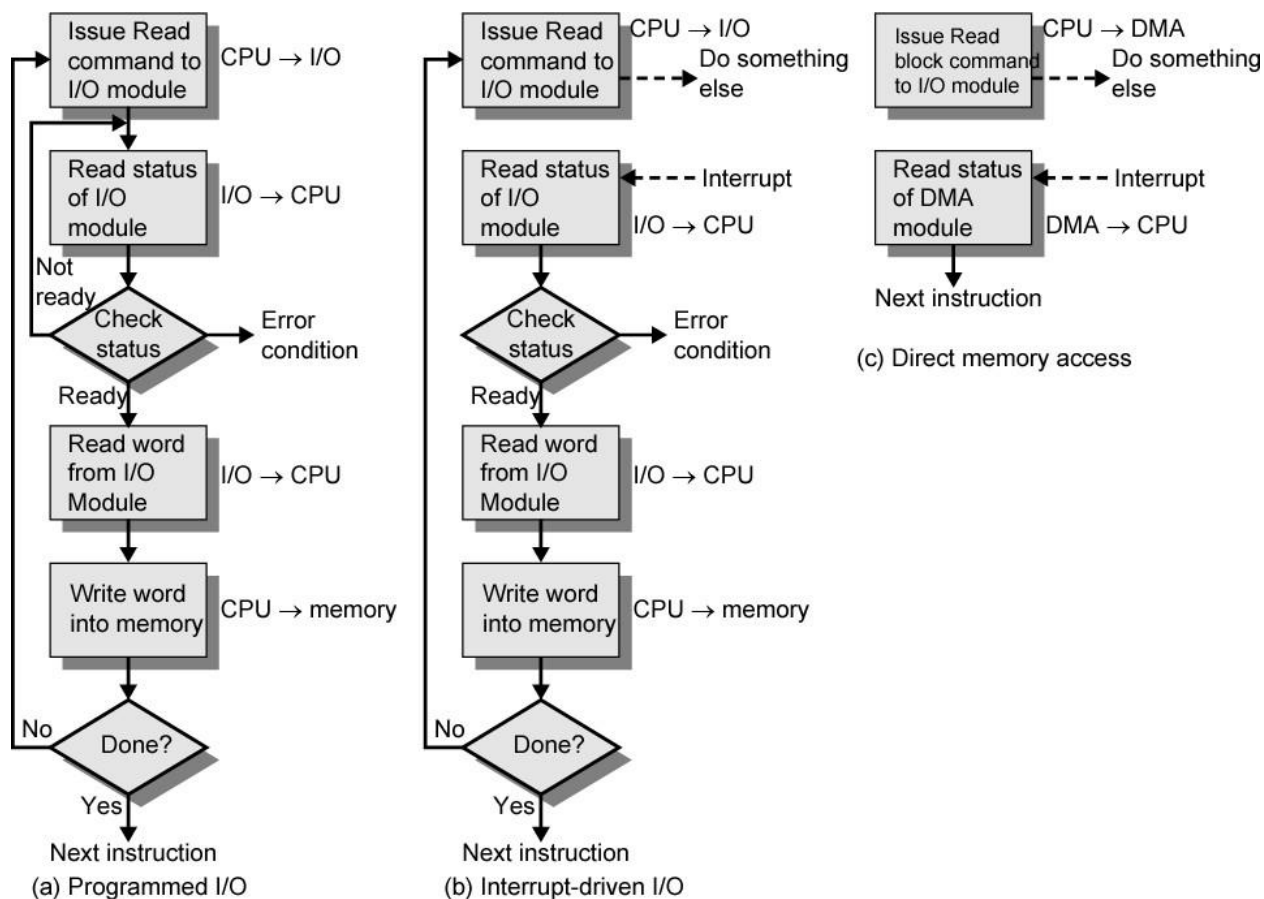 Issue Read
command to
I/O module
CPU → I/O
Read status
of I/O
module
I/O → CPU
Not
ready
Check
status
Error
condition
Ready
Read word
from I/O
Module
I/O → CPU
Write word
into memory
CPU → memory
No
Done?
Yes
Next instruction
(a) Programmed I/O
Issue Read
command to
I/O module
CPU → I/O
Do something
else
Read status
of I/O
module
Interrupt
I/O → CPU
Check
status
Error
condition
Ready
Read word
from I/O
Module
I/O → CPU
Write word
into memory
CPU → memory
No
Done?
Yes
Next instruction
(b) Interrupt-driven I/O
Issue Read
block command
to I/O module
CPU → DMA
Do something
else
Read status
of DMA
module
Interrupt
DMA → CPU
Next instruction
(c) Direct memory access